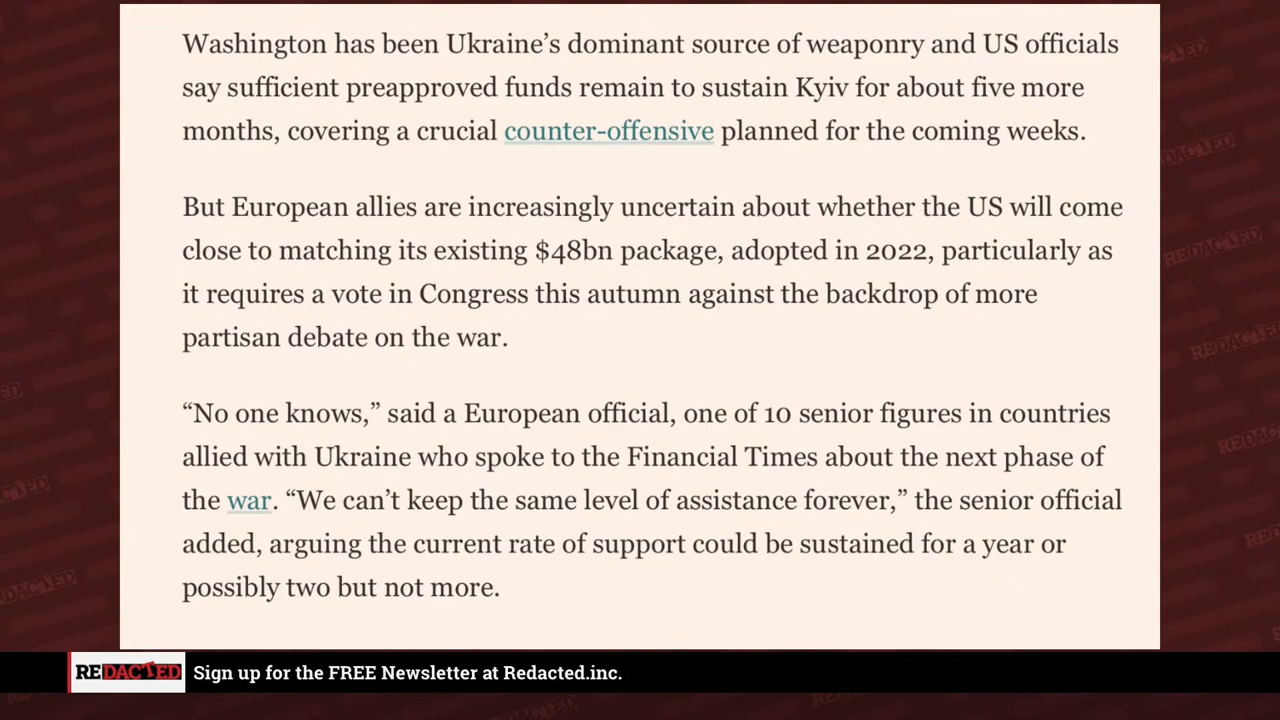 Washington has been Ukraine’s dominant source of weaponry and US officials
say sufficient preapproved funds remain to sustain Kyiv for about five more
months, covering a crucial counter-offensive planned for the coming weeks.
But European allies are increasingly uncertain about whether the US will come
close to matching its existing $48bn package, adopted in 2022, particularly as
it requires a vote in Congress this autumn against the backdrop of more
partisan debate on the war.
“No one knows,” said a European official, one of 10 senior figures in countries
allied with Ukraine who spoke to the Financial Times about the next phase of
the war. “We can’t keep the same level of assistance forever,” the senior official
added, arguing the current rate of support could be sustained for a year or
possibly two but not more.
REDACTED Sign up for the FREE Newsletter at Redacted.inc.